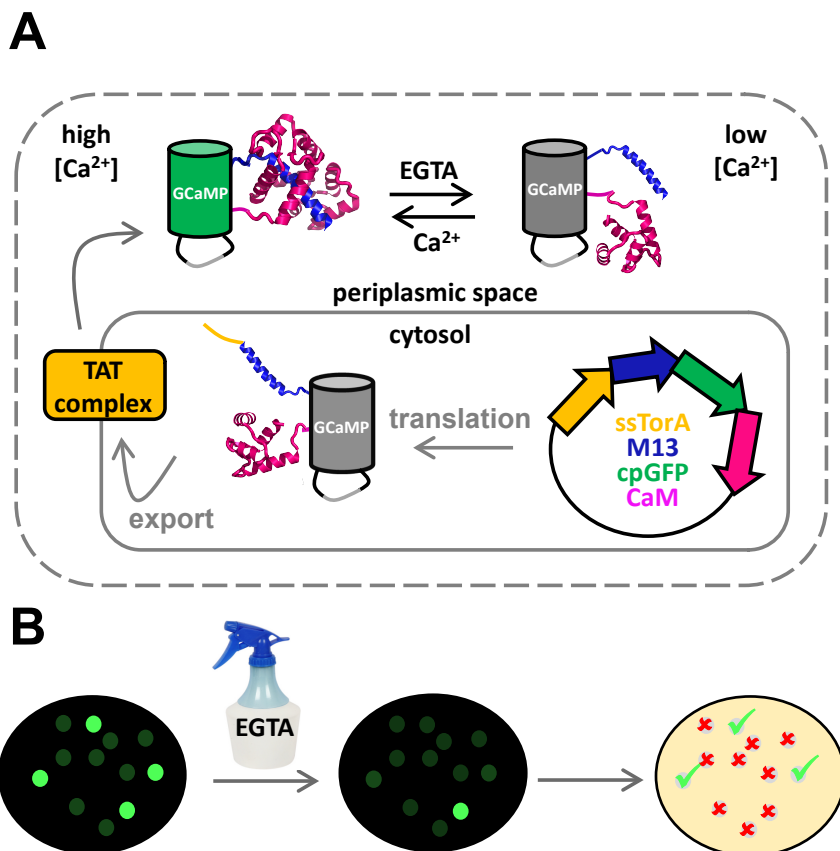 A
high
[Ca²⁺]
GCaMP
EGTA
Ca²⁺
GCaMP
low
[Ca²⁺]
periplasmic space
cytosol
TAT
complex
GCaMP
translation
ssTorA
M13
cpGFP
CaM
export
B
EGTA